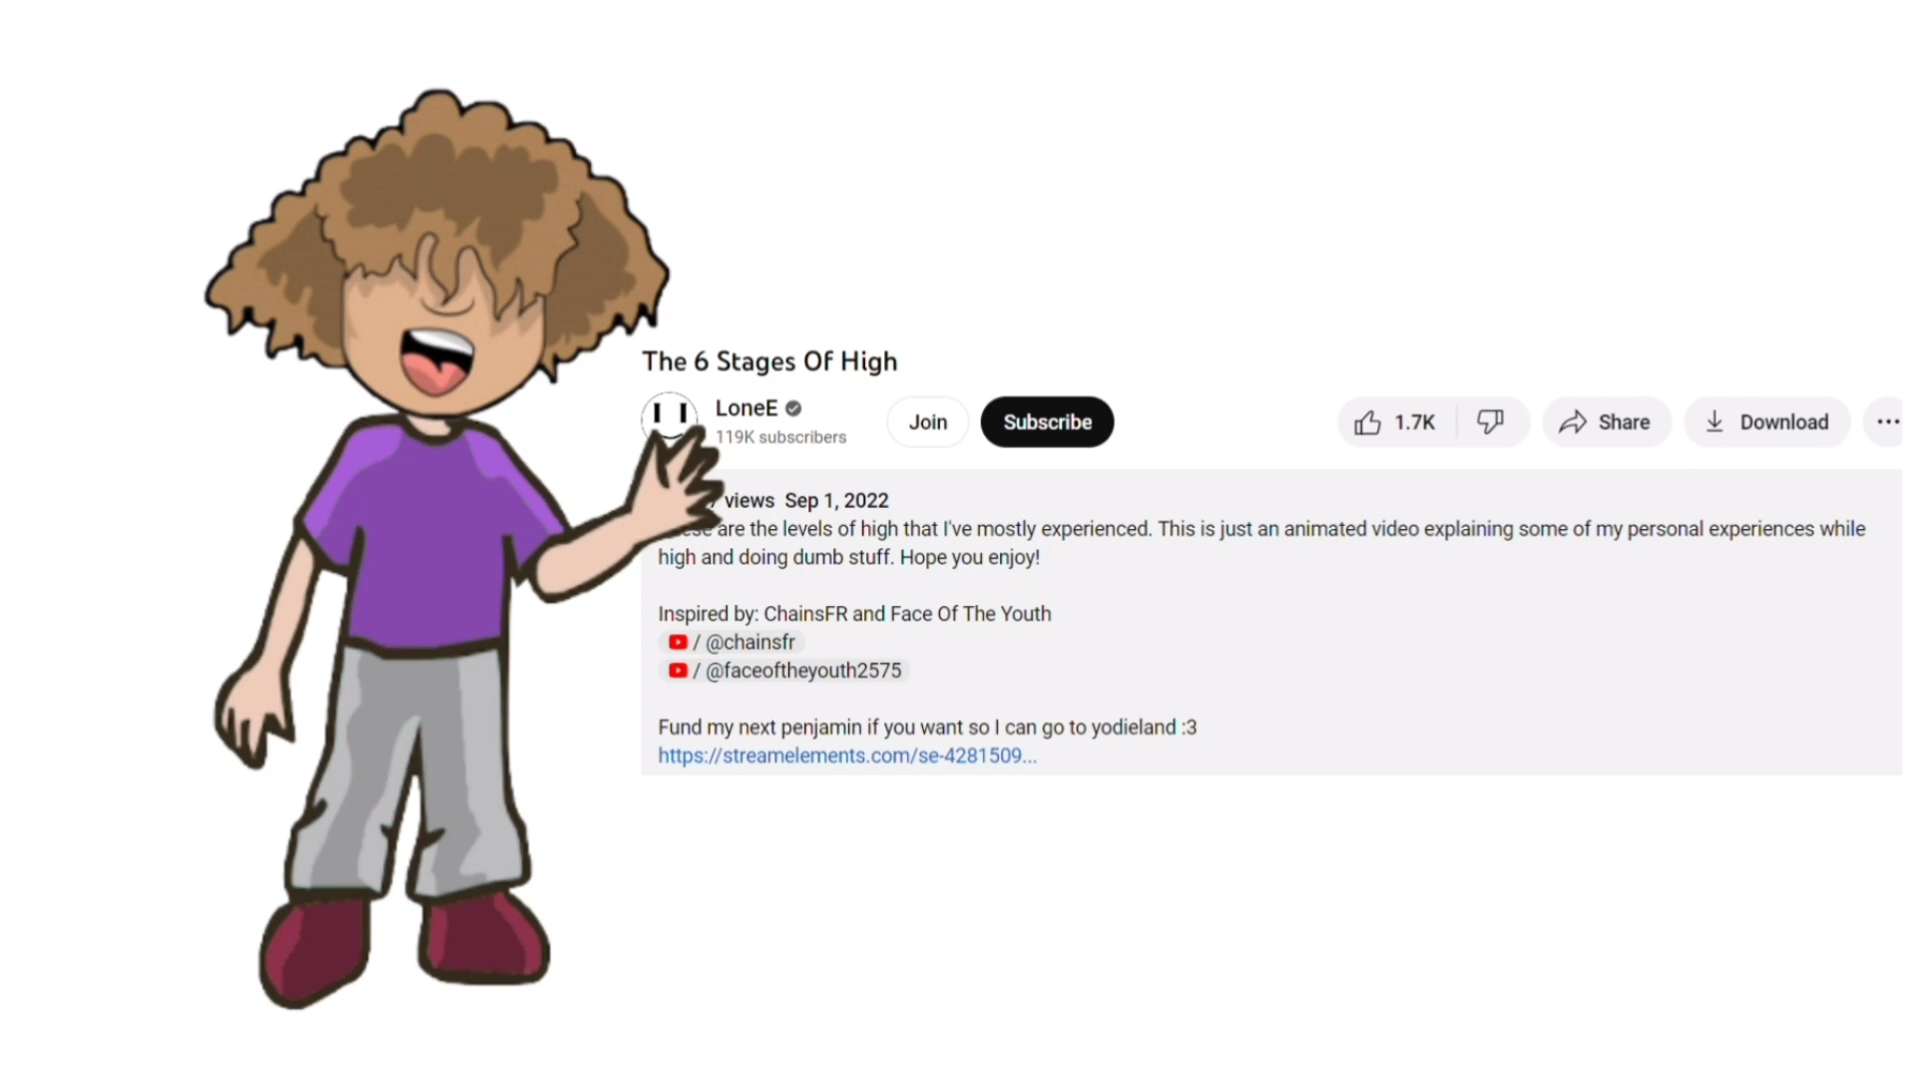 The 6 Stages Of High
LoneE
119K subscribers
Join
Subscribe
1.7K
Share
Download
views Sep 1, 2022
are the levels of high that I've mostly experienced. This is just an animated video explaining some of my personal experiences while
high and doing dumb stuff. Hope you enjoy!
Inspired by: ChainsFR and Face Of The Youth
/ @chainsfr
/ @faceoftheyouth2575
Fund my next penjamin if you want so I can go to yodieland :3
https://streamelements.com/se-4281509...